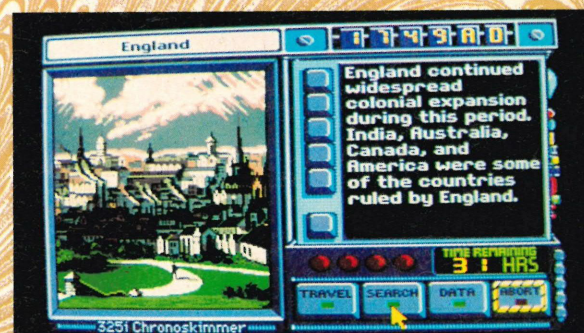 England
1749AD
England continued
widespread
colonial expansion
during this period.
India, Australia,
Canada, and
America were some
of the countries
ruled by England.
TIME REMAINING
31 HRS
TRAVEL SEARCH DATA ABORT
325i Chronoskimmer